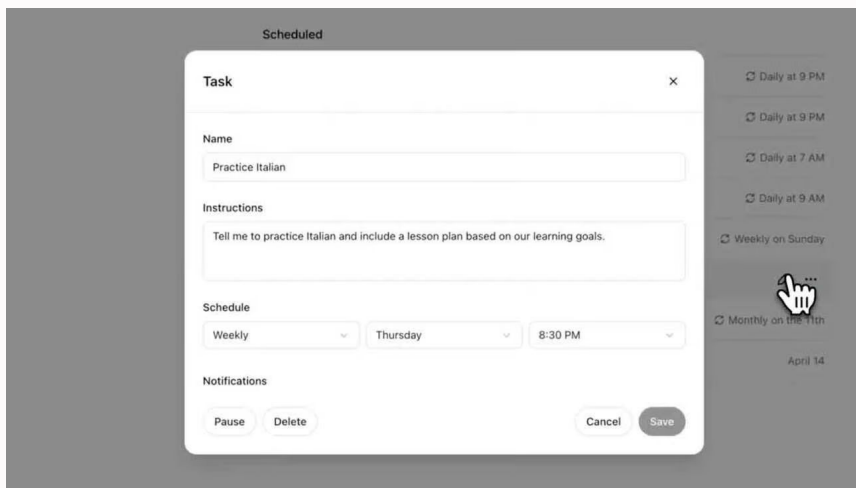 Scheduled
Task
Daily at 9 PM
Name
Daily at 9 PM
Practice Italian
Daily at 7 AM
Instructions
Daily at 9 AM
Tell me to practice Italian and include a lesson plan based on our learning goals.
Weekly on Sunday
Schedule
Monthly on the 11th
Weekly
Thursday
8:30 PM
April 14
Notifications
Pause
Delete
Cancel
Save